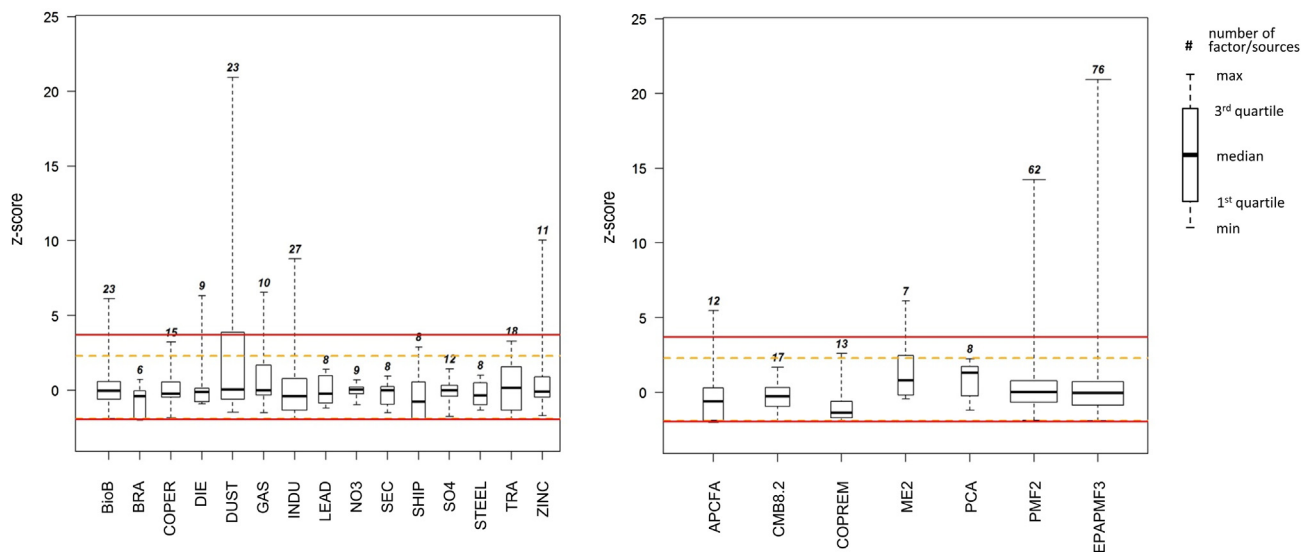 25
20
15
10
5
0
z-score
23
6
15
9
23
10
27
8
9
8
8
12
8
18
11
BioB
BRA
COPER
DIE
DUST
GAS
INDU
LEAD
NO3
SEC
SHIP
SO4
STEEL
TRA
ZINC
25
20
15
10
5
0
z-score
12
17
13
7
8
62
76
APCFA
CMB8.2
COPREM
ME2
PCA
PMF2
EPAPMF3
# number of
factor/sources
max
3rd quartile
median
1st quartile
min